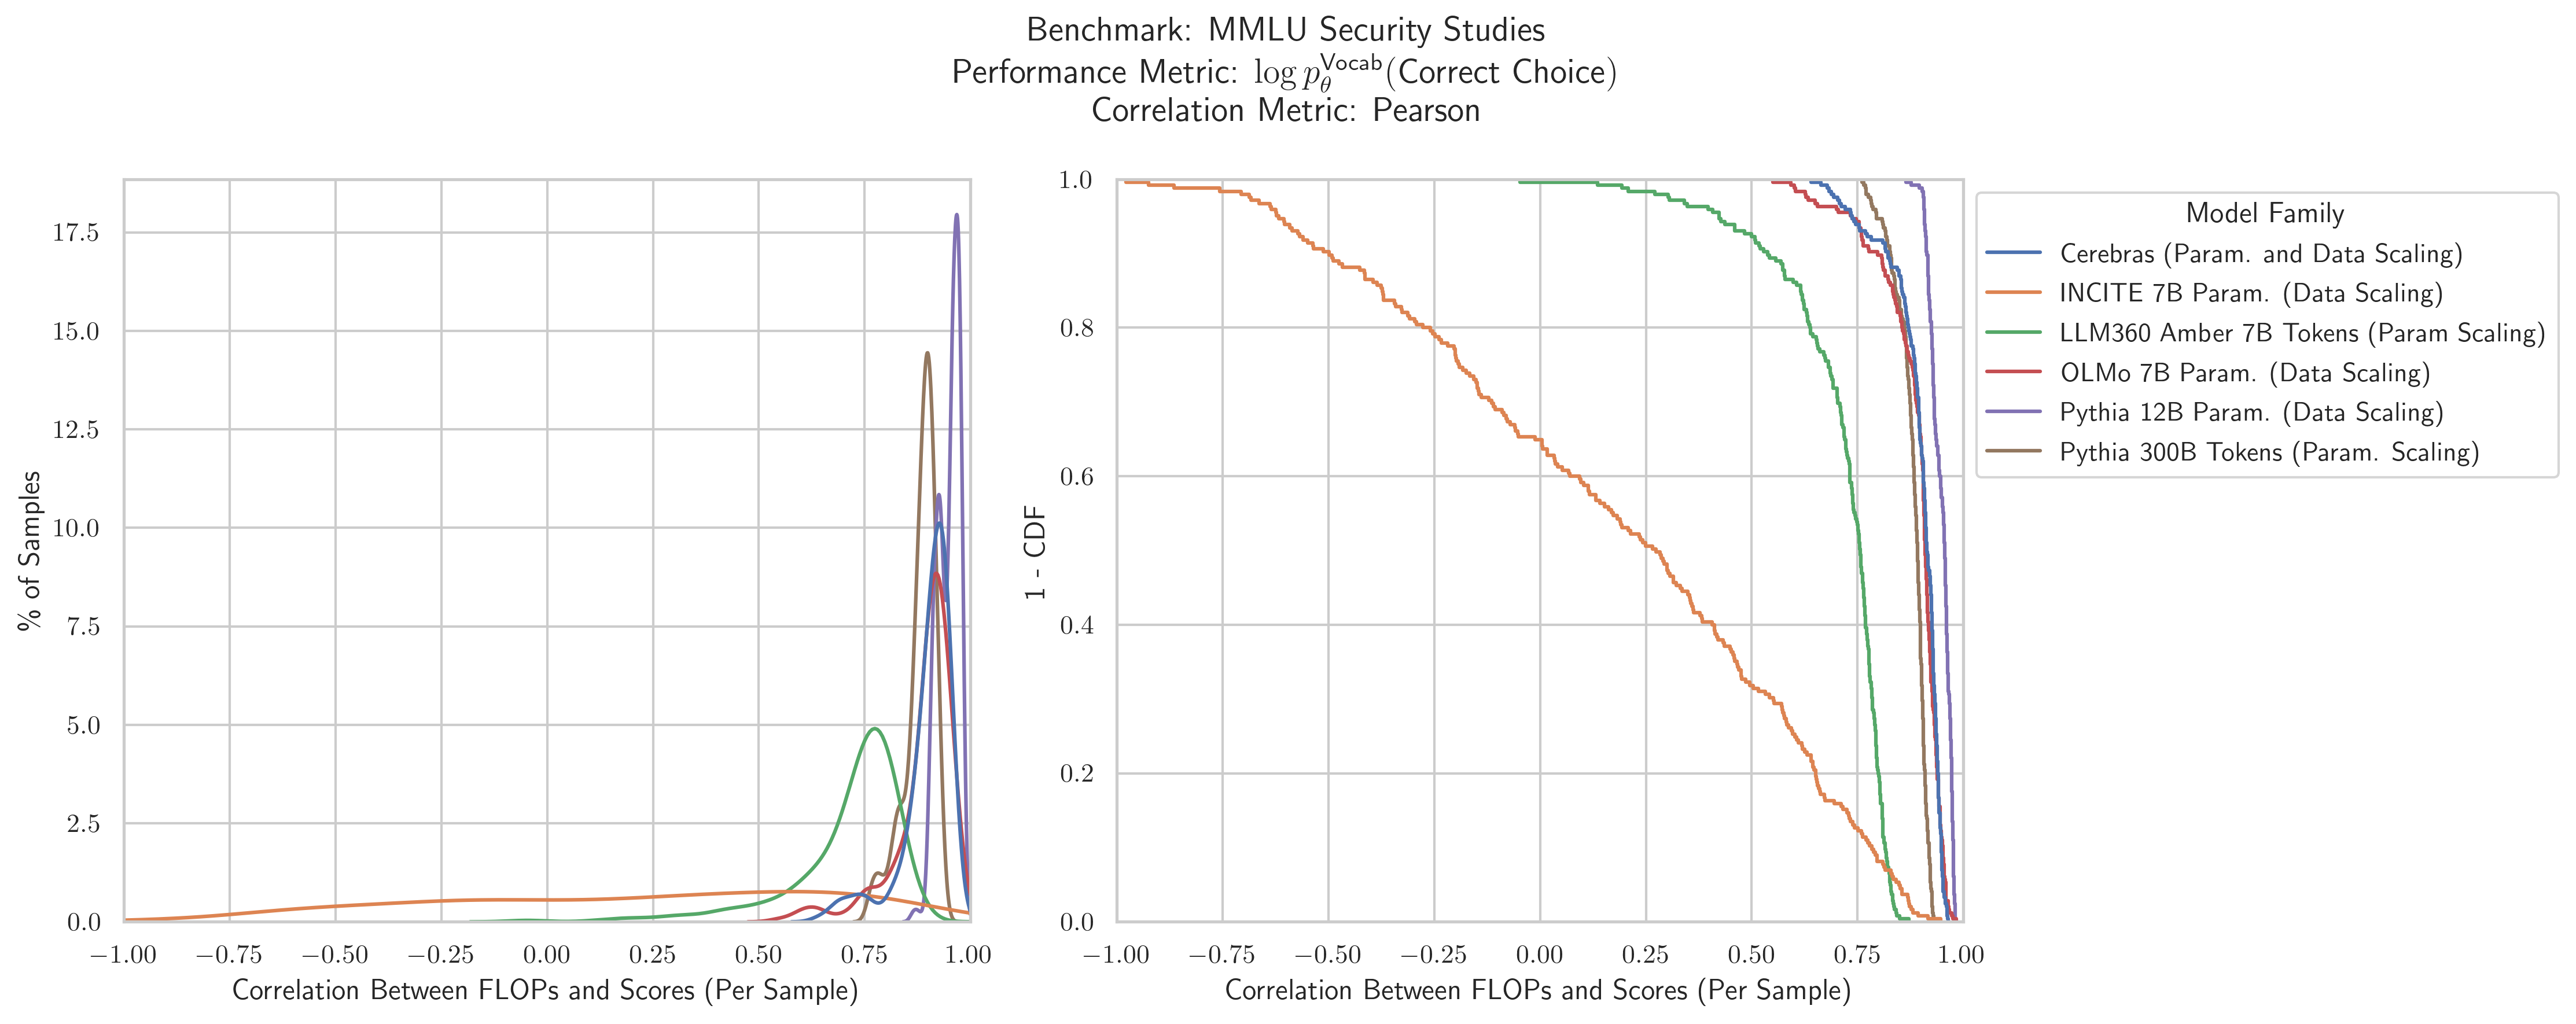 Benchmark: MMLU Security Studies
Performance Metric: log p_θ^Vocab(Correct Choice)
Correlation Metric: Pearson
% of Samples
17.5
15.0
12.5
10.0
7.5
5.0
2.5
0.0
−1.00 −0.75 −0.50 −0.25 0.00 0.25 0.50 0.75 1.00
Correlation Between FLOPs and Scores (Per Sample)
1 - CDF
1.0
0.8
0.6
0.4
0.2
0.0
−1.00 −0.75 −0.50 −0.25 0.00 0.25 0.50 0.75 1.00
Correlation Between FLOPs and Scores (Per Sample)
Model Family
Cerebras (Param. and Data Scaling)
INCITE 7B Param. (Data Scaling)
LLM360 Amber 7B Tokens (Param Scaling)
OLMo 7B Param. (Data Scaling)
Pythia 12B Param. (Data Scaling)
Pythia 300B Tokens (Param. Scaling)